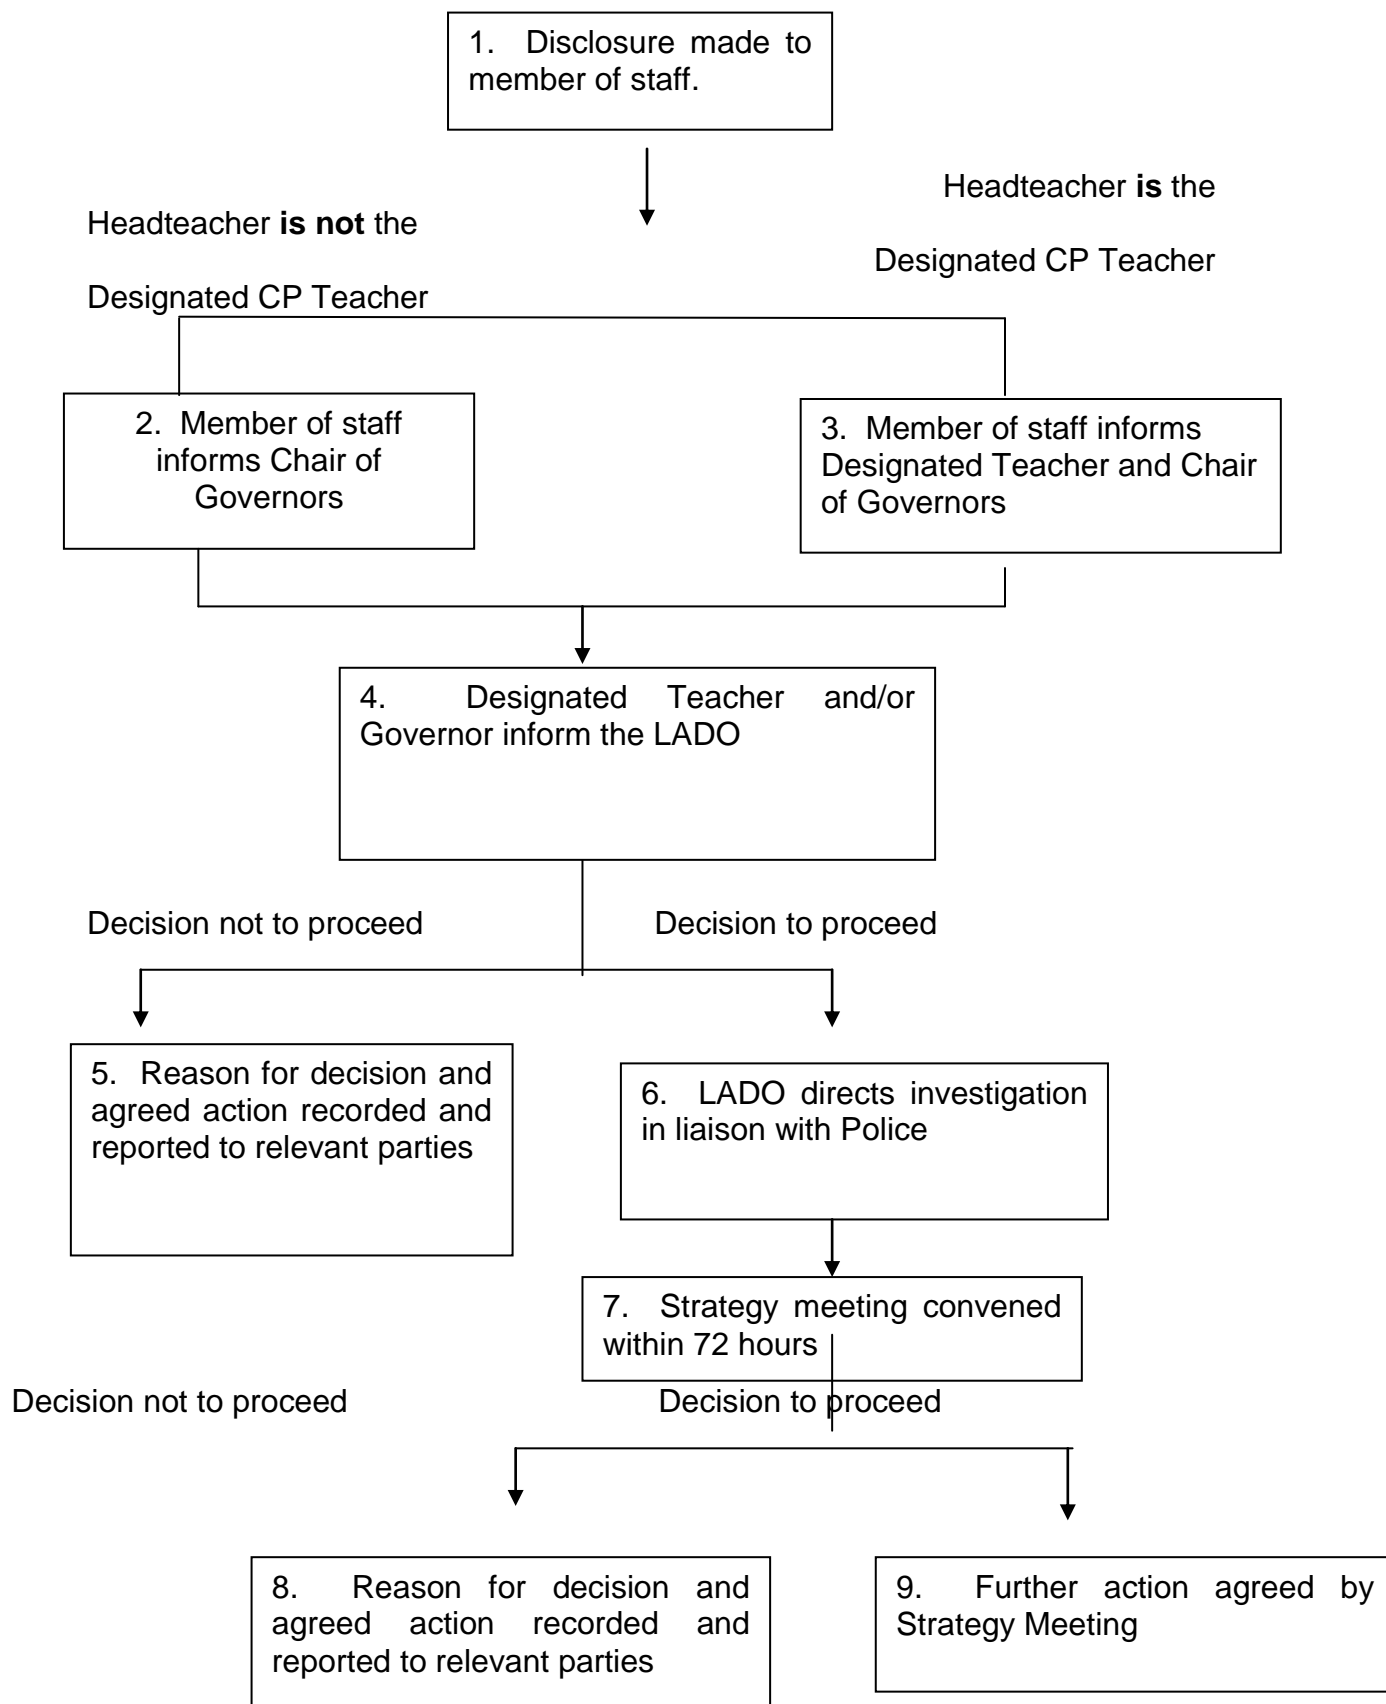 1. Disclosure made to
member of staff.
Headteacher is the
Headteacher is not the
Designated CP Teacher
Designated CP Teacher
2. Member of staff
informs Chair of
Governors
3. Member of staff informs
Designated Teacher and Chair
of Governors
4. Designated Teacher and/or
Governor inform the LADO
Decision not to proceed
Decision to proceed
5. Reason for decision and
agreed action recorded and
reported to relevant parties
6. LADO directs investigation
in liaison with Police
7. Strategy meeting convened
within 72 hours
Decision not to proceed
Decision to proceed
8. Reason for decision and
agreed action recorded and
reported to relevant parties
9. Further action agreed by
Strategy Meeting